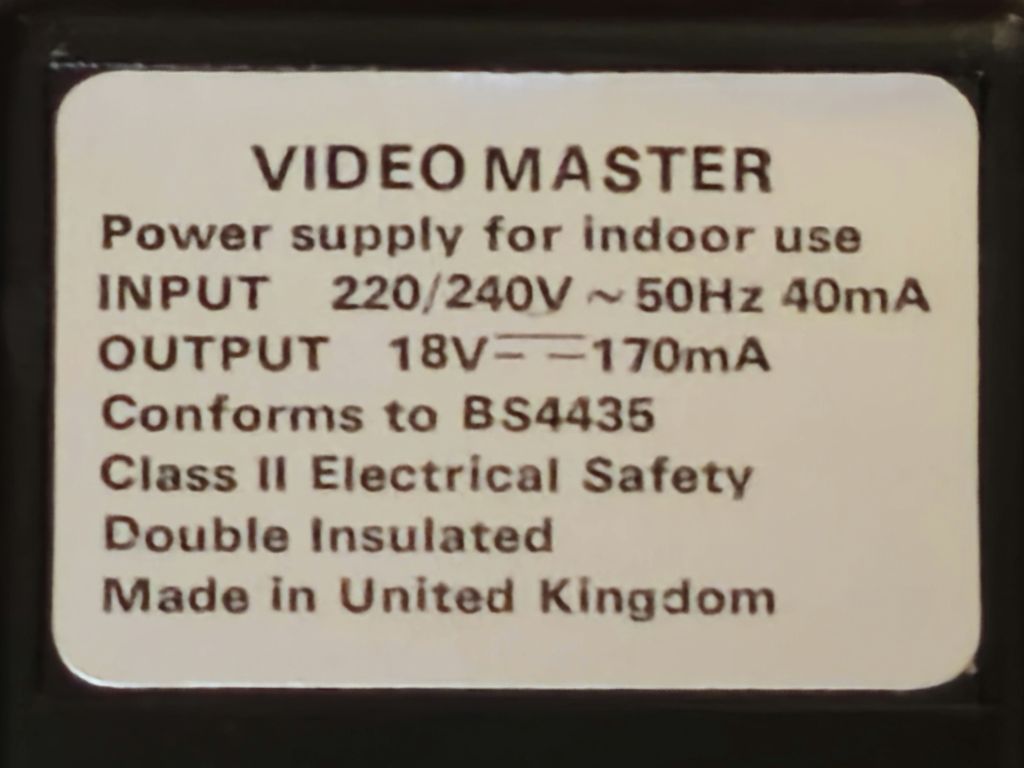 VIDEO MASTER
Power supply for indoor use
INPUT 220/240V ~ 50Hz 40mA
OUTPUT 18V⎓170mA
Conforms to BS4435
Class II Electrical Safety
Double Insulated
Made in United Kingdom